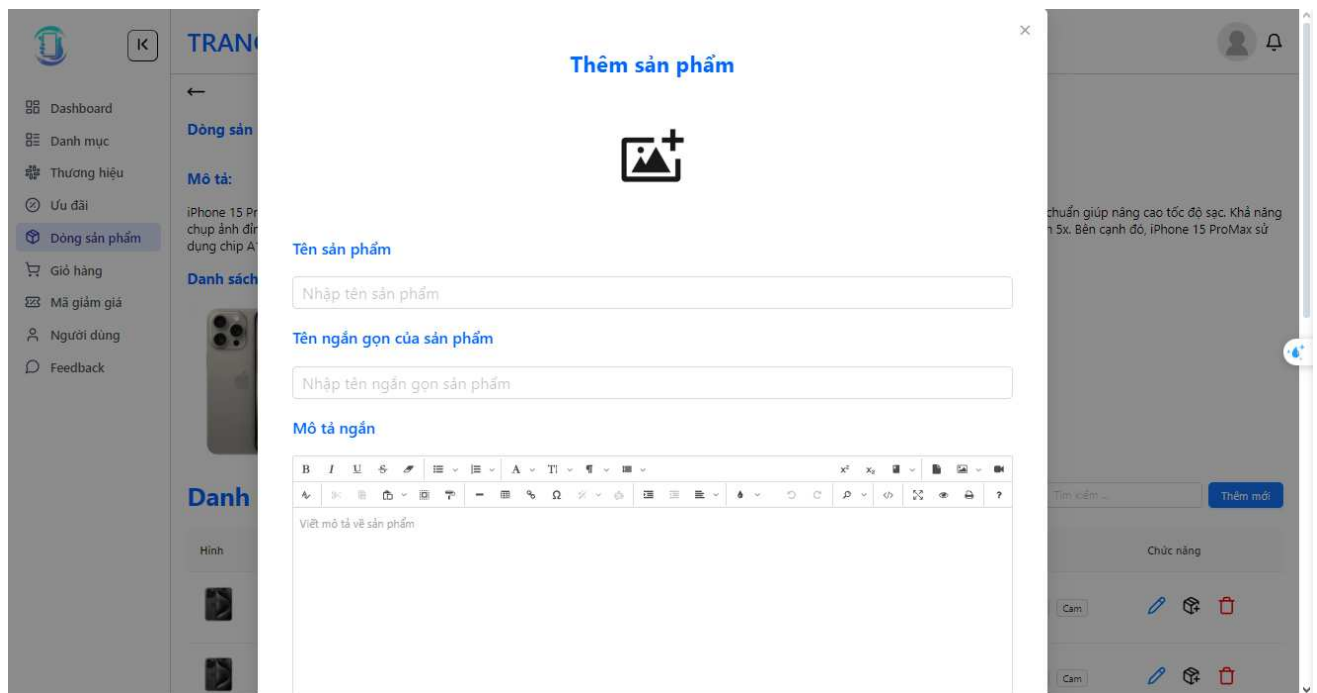 TRANG
Thêm sản phẩm
Dashboard
Danh mục
Thương hiệu
Ưu đãi
Dòng sản phẩm
Giỏ hàng
Mã giảm giá
Người dùng
Feedback
Dòng sản
Mô tả:
iPhone 15 Pr
chuẩn giúp nâng cao tốc độ sạc. Khả năng
chụp ảnh đỉn
5x. Bên cạnh đó, iPhone 15 ProMax sử
dụng chip A1
Danh sách
Tên sản phẩm
Nhập tên sản phẩm
Tên ngắn gọn của sản phẩm
Nhập tên ngắn gọn sản phẩm
Mô tả ngắn
Viết mô tả về sản phẩm
Danh
Tìm kiếm ...
Thêm mới
Hình
Chức năng
Cam
Cam